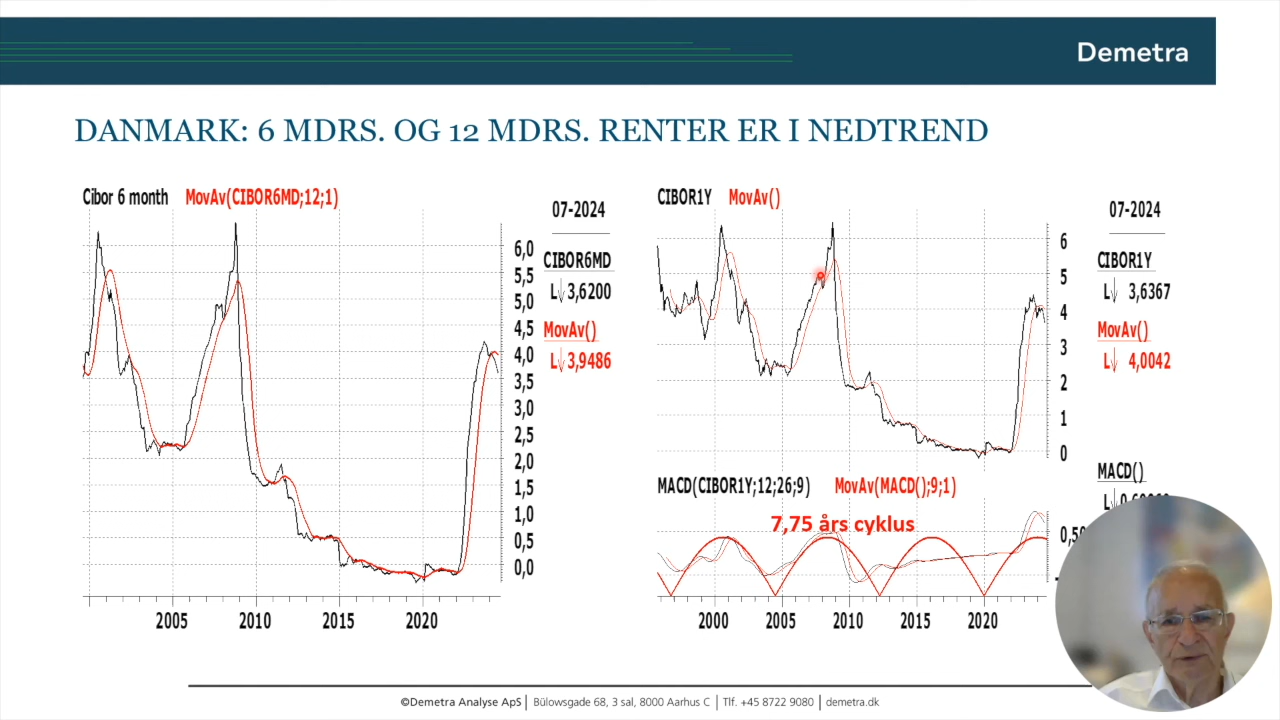 Demetra
DANMARK: 6 MDRS. OG 12 MDRS. RENTER ER I NEDTREND
Cibor 6 month MovAv(CIBOR6MD;12;1)
07-2024
CIBOR6MD
L↓ 3,6200
MovAv()
L↓ 3,9486
6,0
5,5
5,0
4,5
4,0
3,5
3,0
2,5
2,0
1,5
1,0
0,5
0,0
2005 2010 2015 2020
CIBOR1Y MovAv()
07-2024
CIBOR1Y
L↓ 3,6367
MovAv()
L↓ 4,0042
6
5
4
3
2
1
0
MACD(CIBOR1Y;12;26;9) MovAv(MACD();9;1)
MACD()
7,75 års cyklus
2000 2005 2010 2015 2020
©Demetra Analyse ApS | Bülowsgade 68, 3 sal, 8000 Aarhus C | Tlf. +45 8722 9080 | demetra.dk